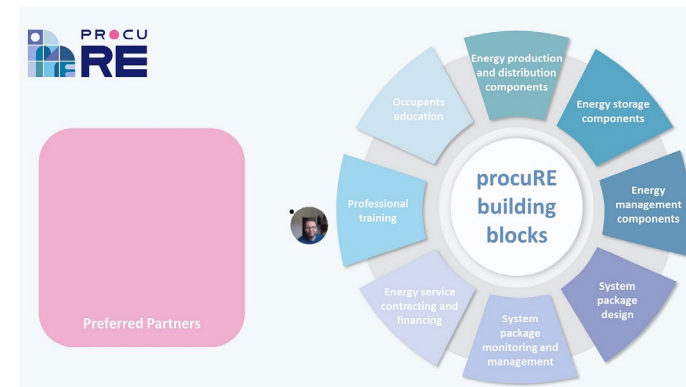 PROCU
RE
Preferred Partners
procuRE
building
blocks
Energy production
and distribution
components
Energy storage
components
Energy
management
components
System
package
design
System
package
monitoring and
management
Energy service
contracting and
financing
Professional
training
Occupants
education